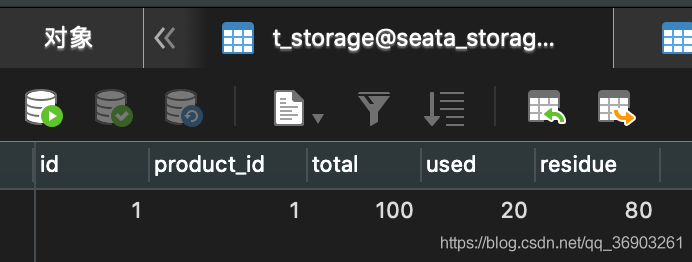 对象 « t_storage@seata_storag...
id product_id total used residue
1 1 100 20 80
https://blog.csdn.net/qq_36903261